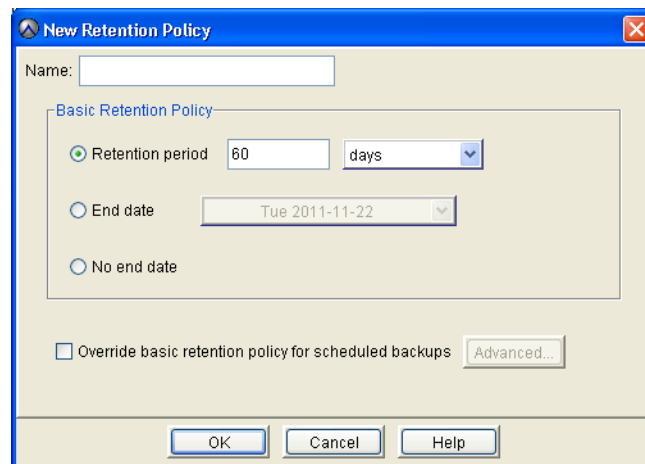 New Retention Policy
Name:
Basic Retention Policy
Retention period 60 days
End date Tue 2011-11-22
No end date
Override basic retention policy for scheduled backups Advanced...
OK Cancel Help